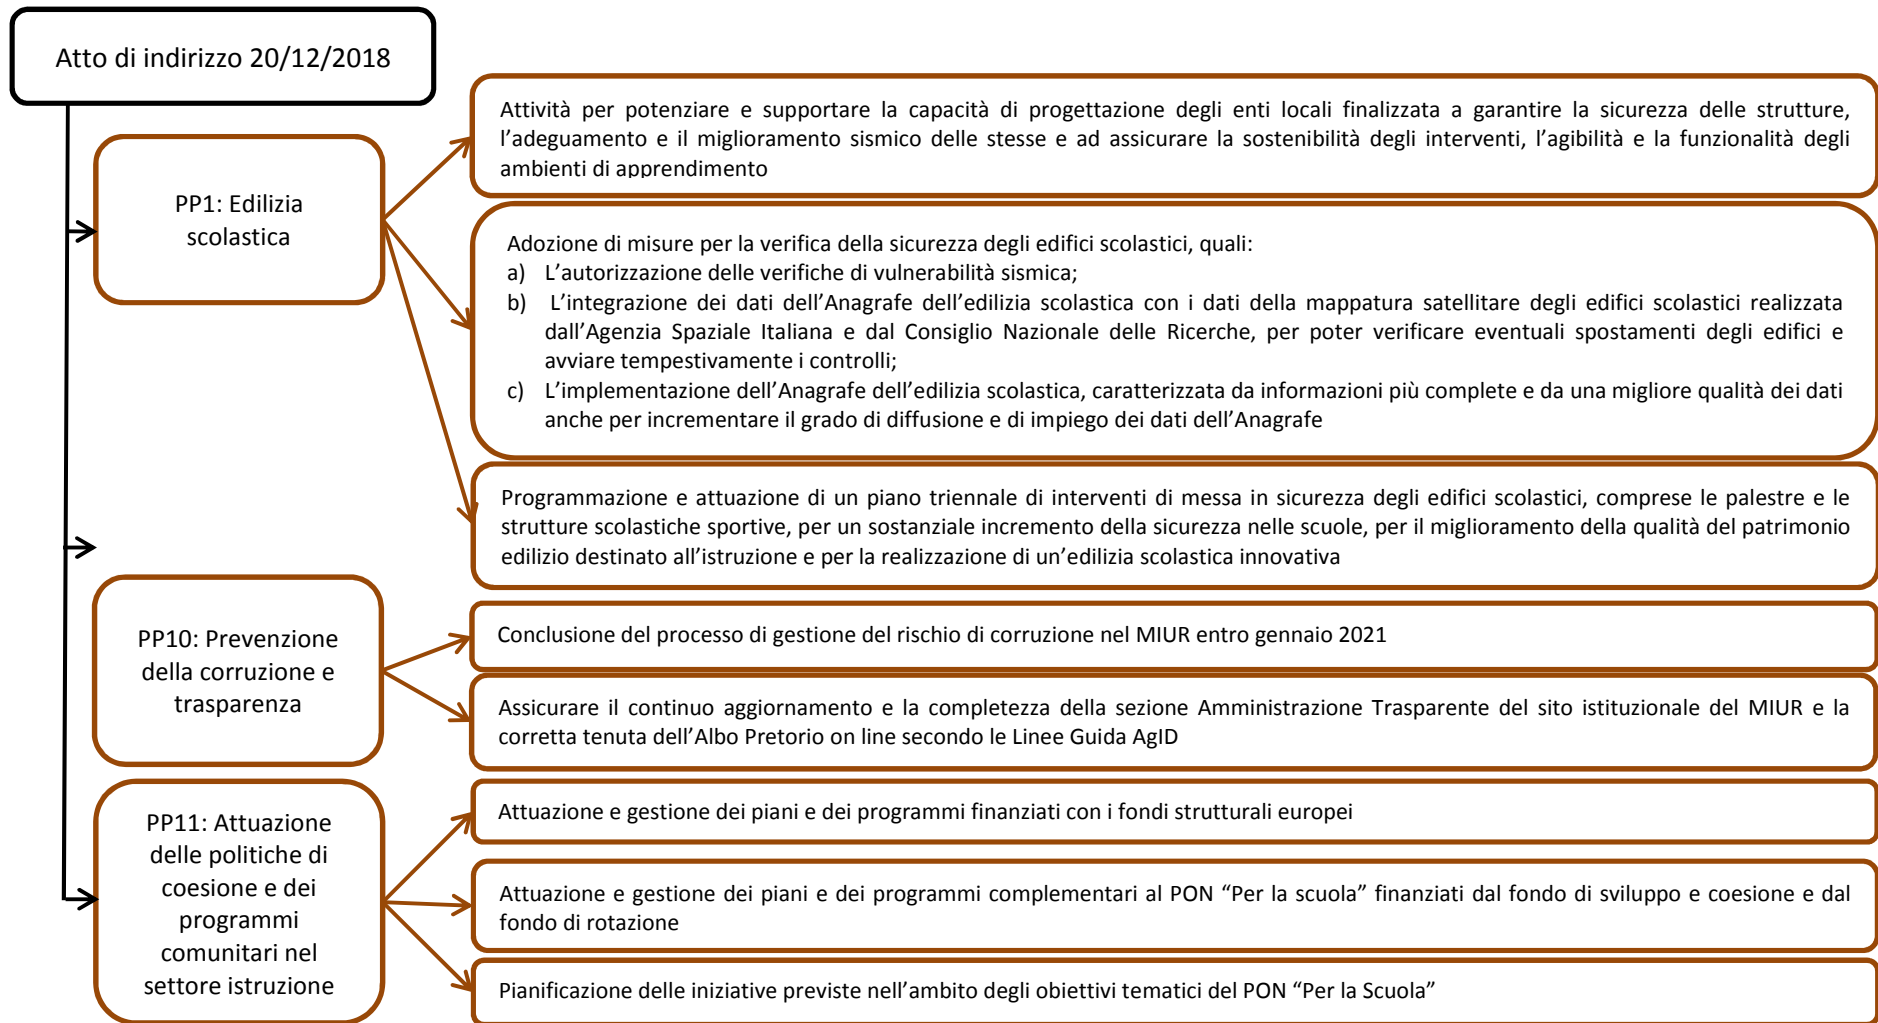 Atto di indirizzo 20/12/2018
PP1: Edilizia
scolastica
Attività per potenziare e supportare la capacità di progettazione degli enti locali finalizzata a garantire la sicurezza delle strutture,
l’adeguamento e il miglioramento sismico delle stesse e ad assicurare la sostenibilità degli interventi, l’agibilità e la funzionalità degli
ambienti di apprendimento
Adozione di misure per la verifica della sicurezza degli edifici scolastici, quali:
a) L’autorizzazione delle verifiche di vulnerabilità sismica;
b) L’integrazione dei dati dell’Anagrafe dell’edilizia scolastica con i dati della mappatura satellitare degli edifici scolastici realizzata
dall’Agenzia Spaziale Italiana e dal Consiglio Nazionale delle Ricerche, per poter verificare eventuali spostamenti degli edifici e
avviare tempestivamente i controlli;
c) L’implementazione dell’Anagrafe dell’edilizia scolastica, caratterizzata da informazioni più complete e da una migliore qualità dei dati
anche per incrementare il grado di diffusione e di impiego dei dati dell’Anagrafe
Programmazione e attuazione di un piano triennale di interventi di messa in sicurezza degli edifici scolastici, comprese le palestre e le
strutture scolastiche sportive, per un sostanziale incremento della sicurezza nelle scuole, per il miglioramento della qualità del patrimonio
edilizio destinato all’istruzione e per la realizzazione di un’edilizia scolastica innovativa
PP10: Prevenzione
della corruzione e
trasparenza
Conclusione del processo di gestione del rischio di corruzione nel MIUR entro gennaio 2021
Assicurare il continuo aggiornamento e la completezza della sezione Amministrazione Trasparente del sito istituzionale del MIUR e la
corretta tenuta dell’Albo Pretorio on line secondo le Linee Guida AgID
PP11: Attuazione
delle politiche di
coesione e dei
programmi
comunitari nel
settore istruzione
Attuazione e gestione dei piani e dei programmi finanziati con i fondi strutturali europei
Attuazione e gestione dei piani e dei programmi complementari al PON “Per la scuola” finanziati dal fondo di sviluppo e coesione e dal
fondo di rotazione
Pianificazione delle iniziative previste nell’ambito degli obiettivi tematici del PON “Per la Scuola”